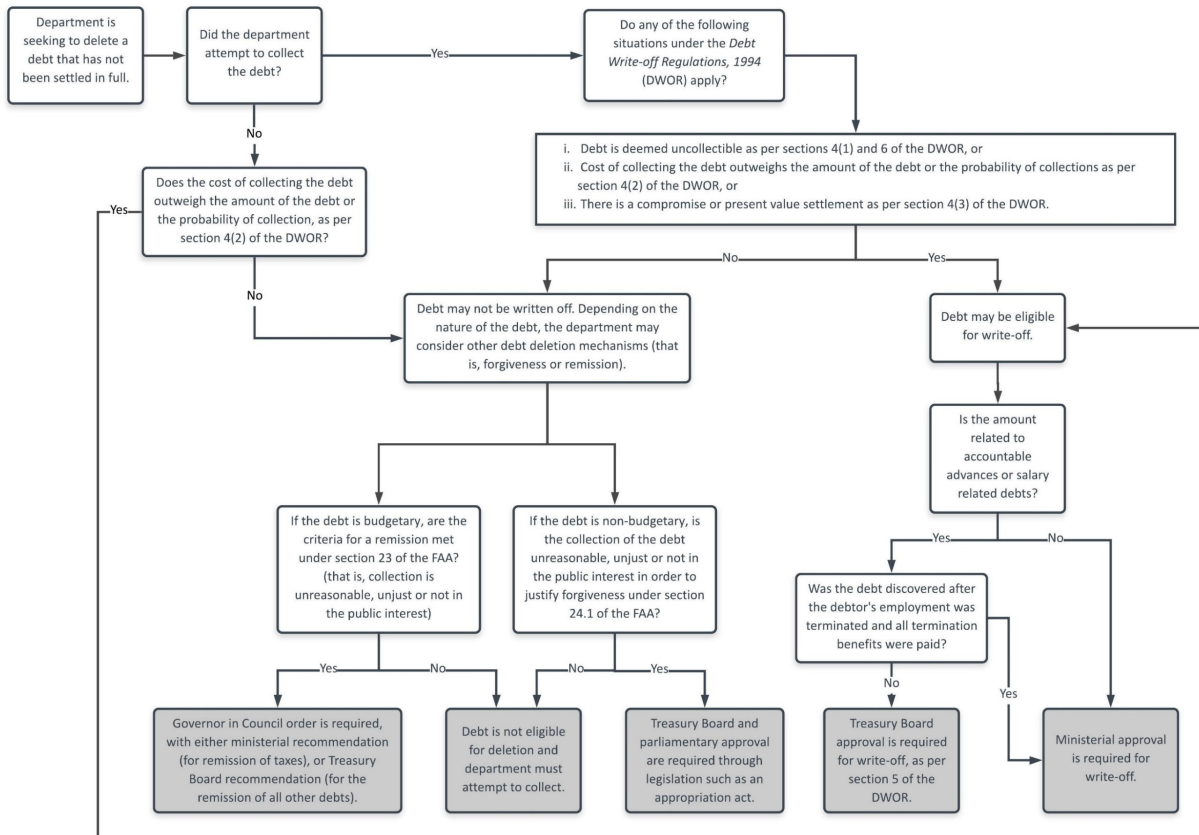 Department is
seeking to delete a
debt that has not
been settled in full.
Did the department
attempt to collect
the debt?
Yes
Do any of the following
situations under the Debt
Write-off Regulations, 1994
(DWOR) apply?
No
i. Debt is deemed uncollectible as per sections 4(1) and 6 of the DWOR, or
ii. Cost of collecting the debt outweighs the amount of the debt or the probability of collections as per
section 4(2) of the DWOR, or
iii. There is a compromise or present value settlement as per section 4(3) of the DWOR.
Does the cost of collecting the debt
outweigh the amount of the debt or
the probability of collection, as per
section 4(2) of the DWOR?
Yes
No
No
Yes
Debt may not be written off. Depending on the
nature of the debt, the department may
consider other debt deletion mechanisms (that
is, forgiveness or remission).
Debt may be eligible
for write-off.
Is the amount
related to
accountable
advances or salary
related debts?
If the debt is budgetary, are the
criteria for a remission met
under section 23 of the FAA?
(that is, collection is
unreasonable, unjust or not in
the public interest)
If the debt is non-budgetary, is
the collection of the debt
unreasonable, unjust or not in
the public interest in order to
justify forgiveness under section
24.1 of the FAA?
Yes
No
Was the debt discovered after
the debtor's employment was
terminated and all termination
benefits were paid?
Yes
No
No
Yes
No
Yes
Governor in Council order is required,
with either ministerial recommendation
(for remission of taxes), or Treasury
Board recommendation (for the
remission of all other debts).
Debt is not eligible
for deletion and
department must
attempt to collect.
Treasury Board and
parliamentary approval
are required through
legislation such as an
appropriation act.
Treasury Board
approval is required
for write-off, as per
section 5 of the
DWOR.
Ministerial approval
is required for
write-off.